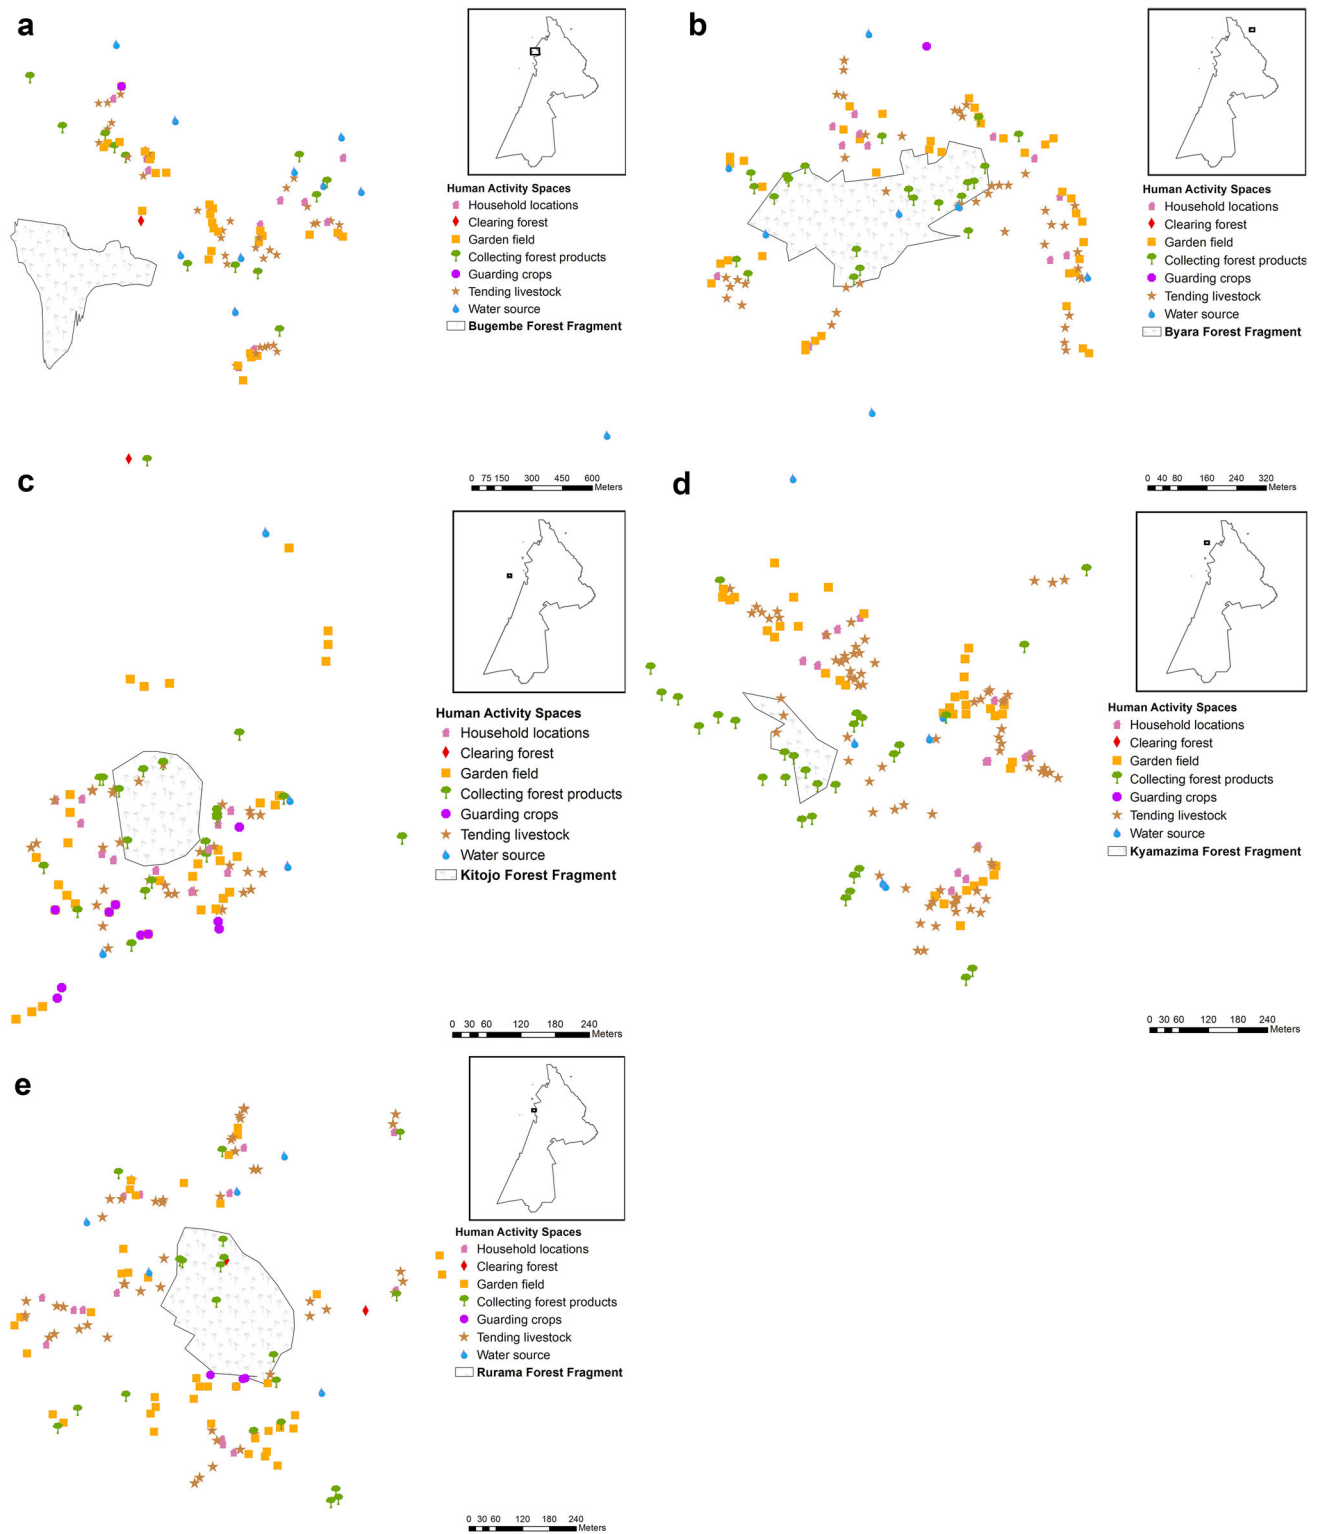 a
Human Activity Spaces
Household locations
Clearing forest
Garden field
Collecting forest products
Guarding crops
Tending livestock
Water source
Bugembe Forest Fragment
0 75 150 300 450 600
Meters
b
Human Activity Spaces
Household locations
Clearing forest
Garden field
Collecting forest products
Guarding crops
Tending livestock
Water source
Byara Forest Fragment
0 40 80 160 240 320
Meters
c
Human Activity Spaces
Household locations
Clearing forest
Garden field
Collecting forest products
Guarding crops
Tending livestock
Water source
Kitojo Forest Fragment
0 30 60 120 180 240
Meters
d
Human Activity Spaces
Household locations
Clearing forest
Garden field
Collecting forest products
Guarding crops
Tending livestock
Water source
Kyamazima Forest Fragment
0 30 60 120 180 240
Meters
e
Human Activity Spaces
Household locations
Clearing forest
Garden field
Collecting forest products
Guarding crops
Tending livestock
Water source
Rurama Forest Fragment
0 30 60 120 180 240
Meters